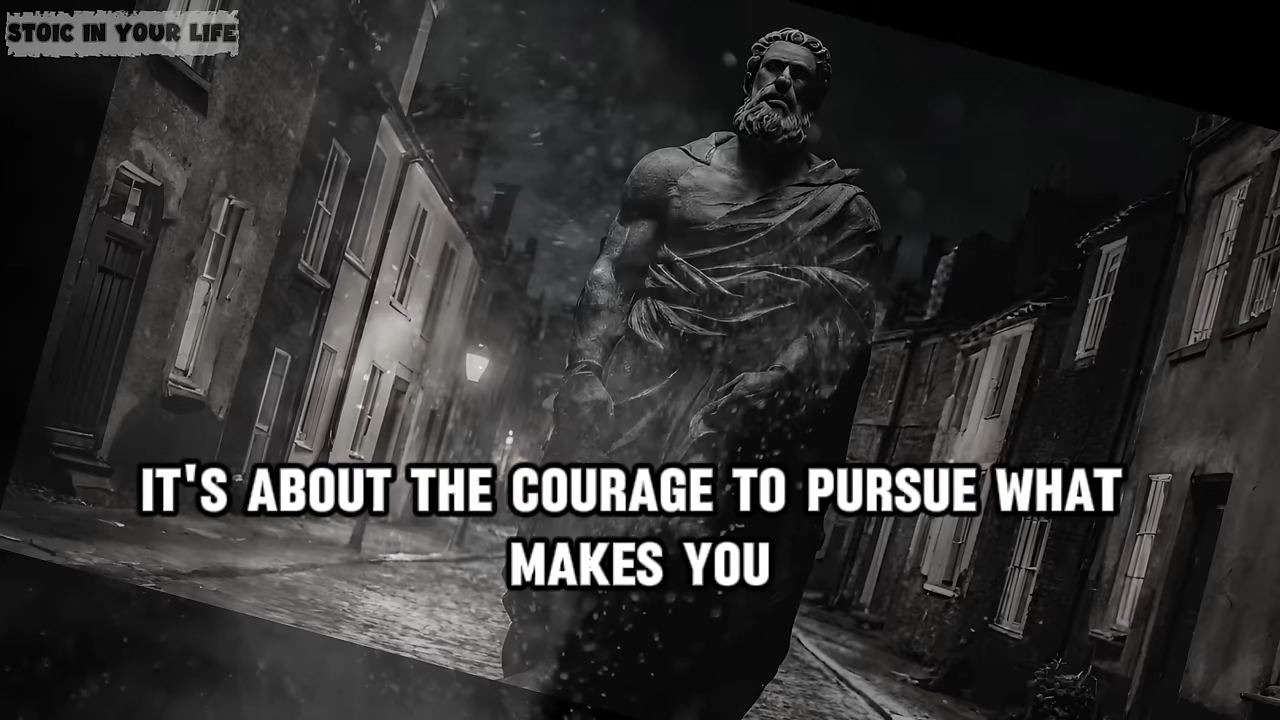 STOIC IN YOUR LIFE
IT'S ABOUT THE COURAGE TO PURSUE WHAT
MAKES YOU